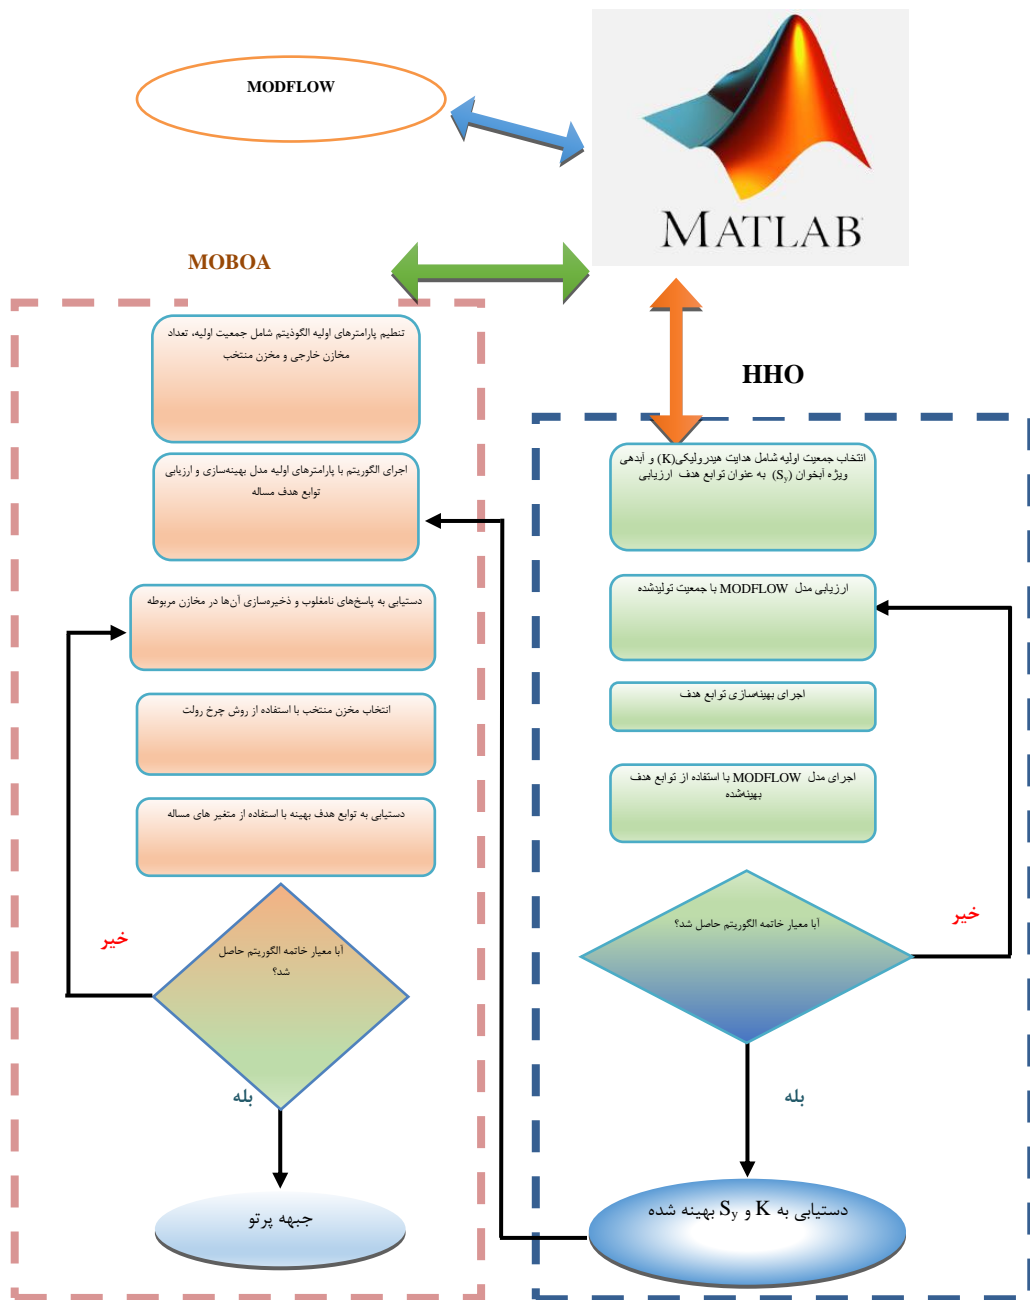 MODFLOW
MATLAB
MOBOA
تنظیم پارامترهای اولیه الگوذیتم شامل جمعیت اولیه، تعداد
مخازن خارجی و مخزن منتخب
اجرای الگوریتم با پارامترهای اولیه مدل بهینه‌سازی و ارزیابی
توابع هدف مساله
دستیابی به پاسخ‌های نامغلوب و ذخیره‌سازی آن‌ها در مخازن مربوطه
انتخاب مخزن منتخب با استفاده از روش چرخ رولت
دستیابی به توابع هدف بهینه با استفاده از متغیر های مساله
آیا معیار خاتمه الگوریتم حاصل
شد؟
خیر
بله
جبهه پرتو
HHO
انتخاب جمعیت اولیه شامل هدایت هیدرولیکی(K) و آبدهی
ویژه آبخوان (Sy) به عنوان توابع هدف ارزیابی
ارزیابی مدل MODFLOW با جمعیت تولیدشده
اجرای بهینه‌سازی توابع هدف
اجرای مدل MODFLOW با استفاده از توابع هدف
بهینه‌شده
آیا معیار خاتمه الگوریتم حاصل شد؟
خیر
بله
دستیابی به K و Sy بهینه شده